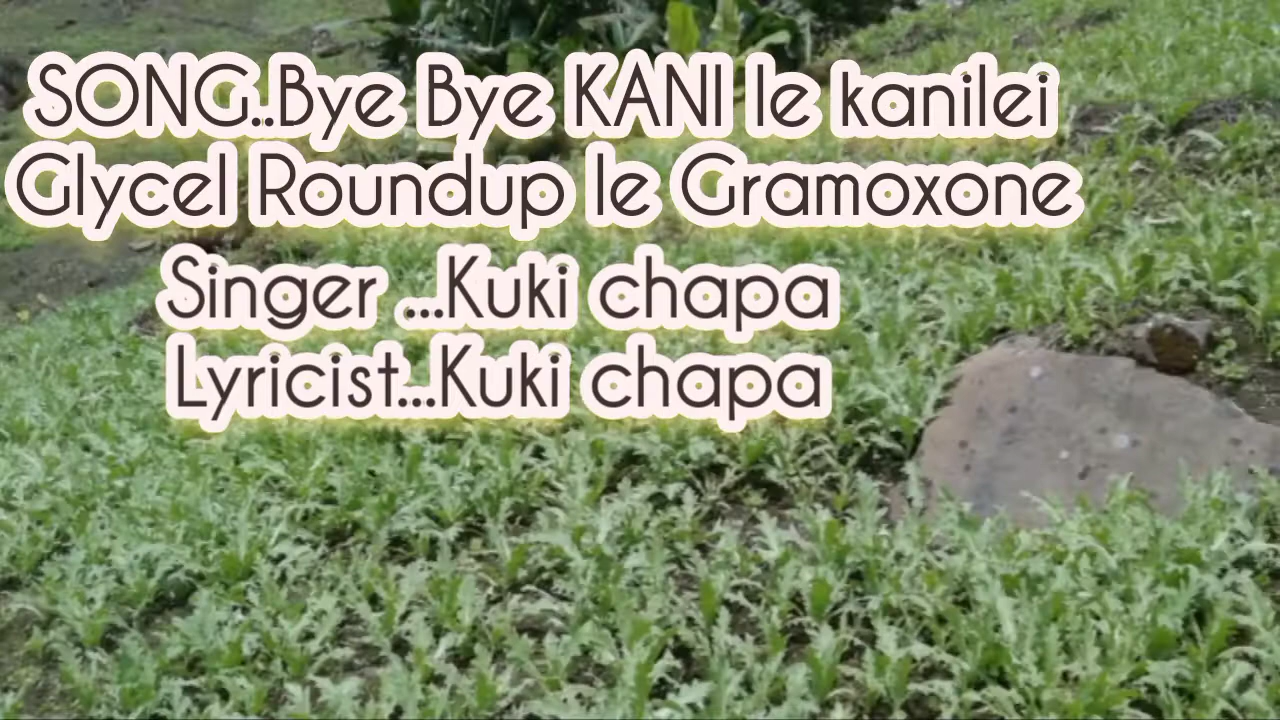 SONG..Bye Bye KANI le kanilei
Glycel Roundup le Gramoxone
Singer ...Kuki chapa
Lyricist...Kuki chapa